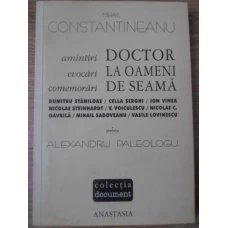 MIHAIL
CONSTANTINEANU
amintiri
evocări
comemorări
DOCTOR
LA OAMENI
DE SEAMĂ
DUMITRU STĂNILOAE / CELLA SERGHI / ION VINEA
NICOLAE STEINHARDT / V. VOICULESCU / NICOLAE C.
GAVRILĂ / MIHAIL SADOVEANU / VASILE LOVINESCU
ALEXANDRU PALEOLOGU
colecția
document
ANASTASIA